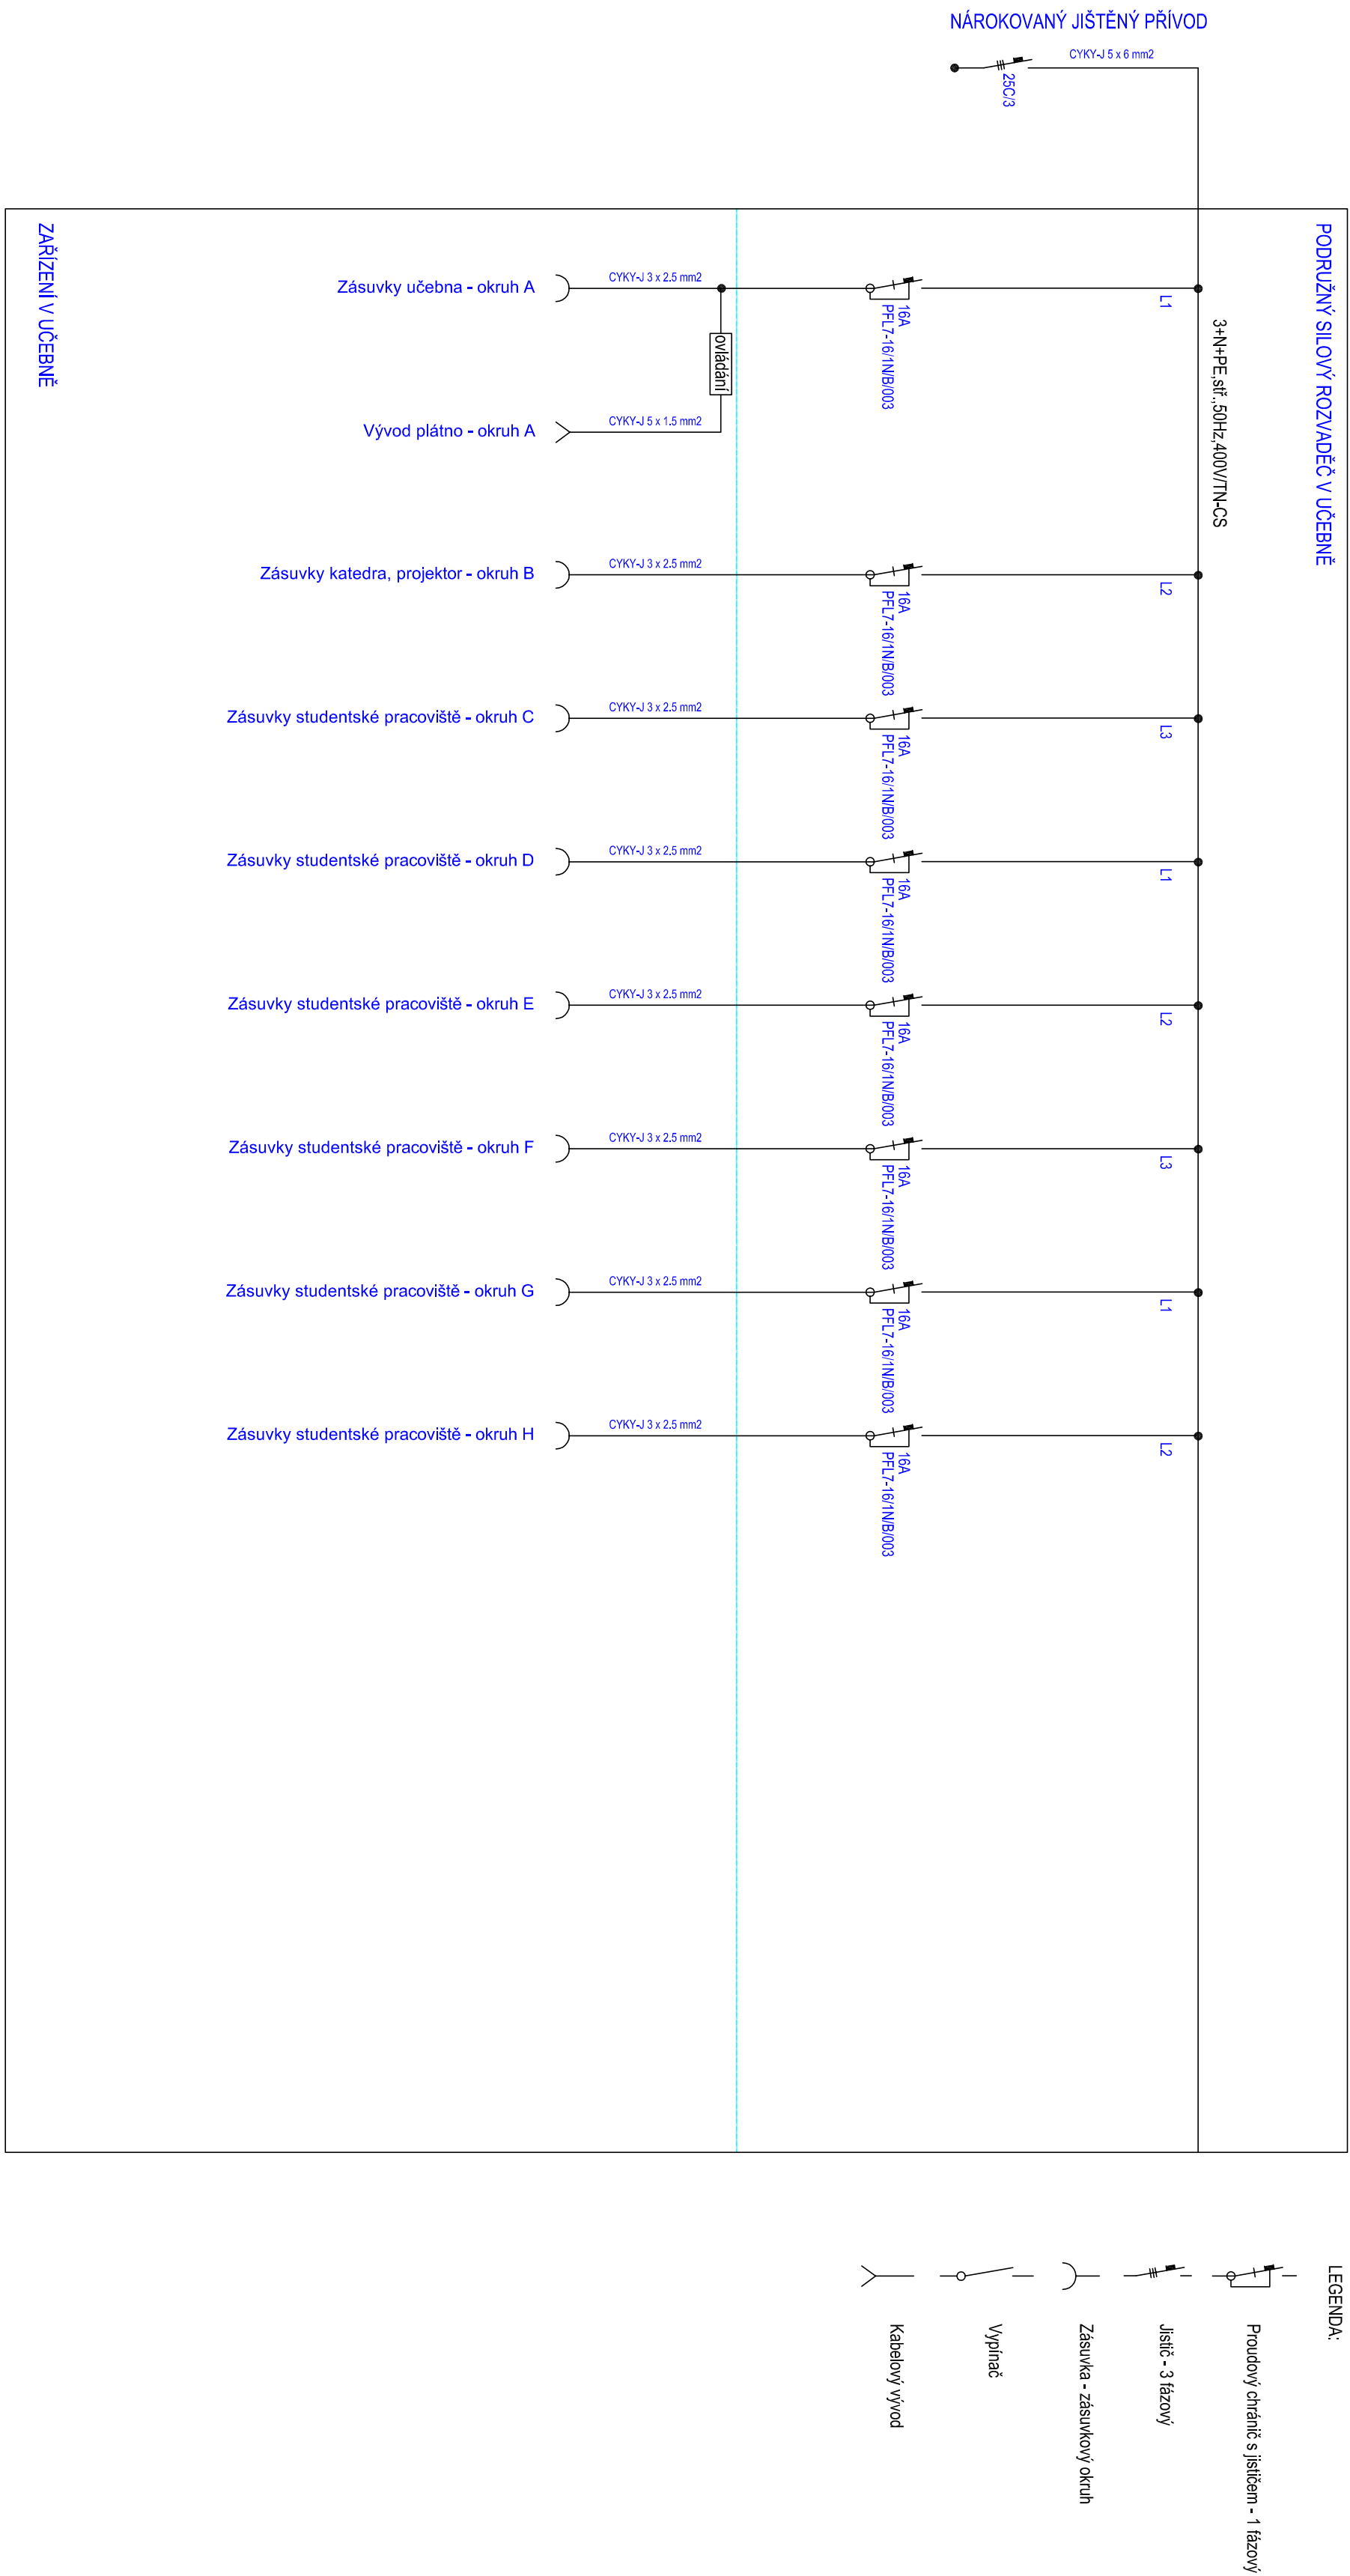 NÁROKOVANÝ JIŠTĚNÝ PŘÍVOD
CYKY-J 5 x 6 mm2
25C/3
PODRUŽNÝ SILOVÝ ROZVADĚČ V UČEBNĚ
ZAŘÍZENÍ V UČEBNĚ
3+N+PE,stř.,50Hz,400V/TN-CS
Zásuvky učebna - okruh A
CYKY-J 3 x 2.5 mm2
16A
PFL7-16/1N/B/003
L1
ovládání
Vývod plátno - okruh A
CYKY-J 5 x 1.5 mm2
Zásuvky katedra, projektor - okruh B
CYKY-J 3 x 2.5 mm2
16A
PFL7-16/1N/B/003
L2
Zásuvky studentské pracoviště - okruh C
CYKY-J 3 x 2.5 mm2
16A
PFL7-16/1N/B/003
L3
Zásuvky studentské pracoviště - okruh D
CYKY-J 3 x 2.5 mm2
16A
PFL7-16/1N/B/003
L1
Zásuvky studentské pracoviště - okruh E
CYKY-J 3 x 2.5 mm2
16A
PFL7-16/1N/B/003
L2
Zásuvky studentské pracoviště - okruh F
CYKY-J 3 x 2.5 mm2
16A
PFL7-16/1N/B/003
L3
Zásuvky studentské pracoviště - okruh G
CYKY-J 3 x 2.5 mm2
16A
PFL7-16/1N/B/003
L1
Zásuvky studentské pracoviště - okruh H
CYKY-J 3 x 2.5 mm2
16A
PFL7-16/1N/B/003
L2
LEGENDA:
Proudový chránič s jističem - 1 fázový
Jistič - 3 fázový
Zásuvka - zásuvkový okruh
Vypínač
Kabelový vývod